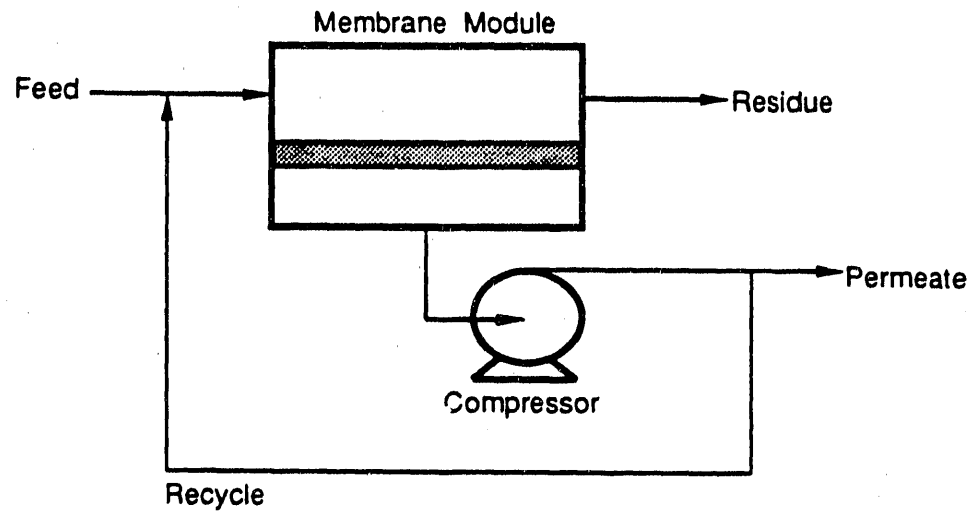 Membrane Module
Feed
Residue
Permeate
Compressor
Recycle